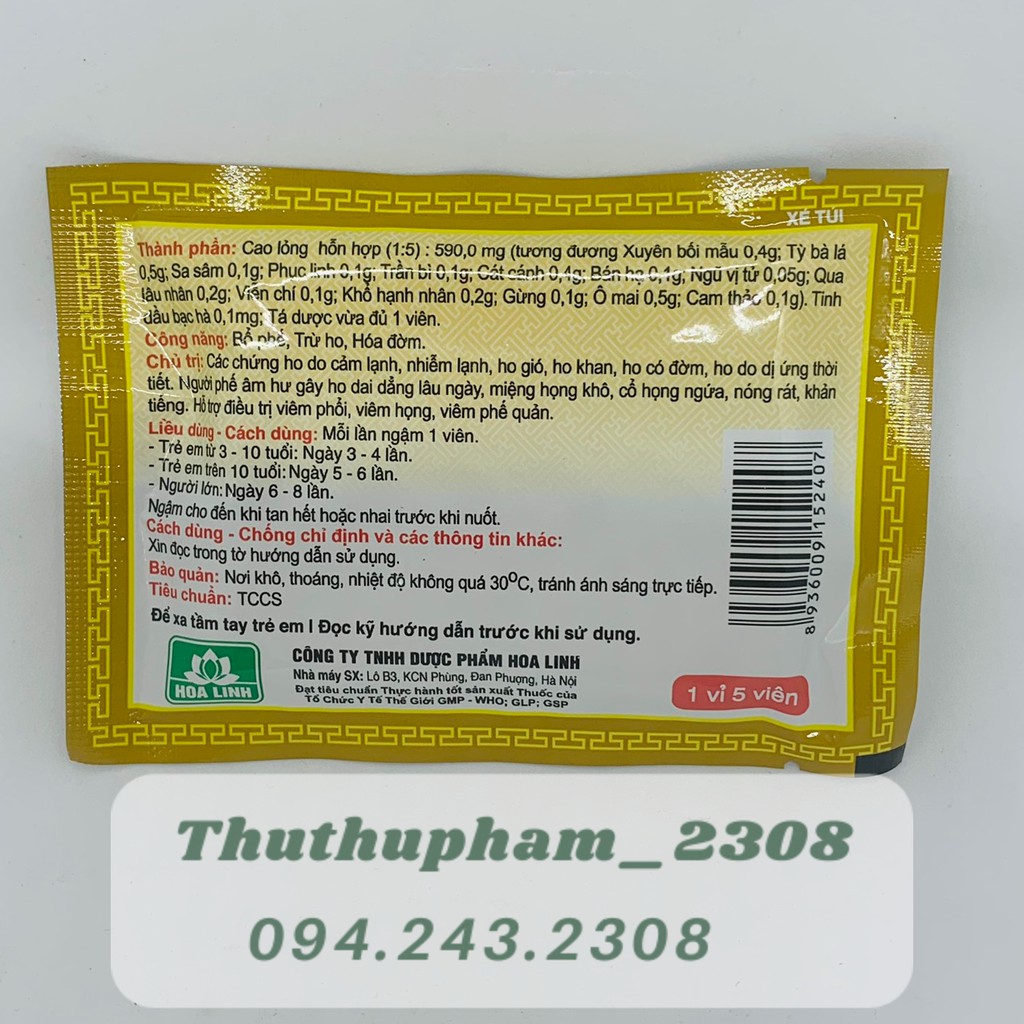 XÉ TÚI
Thành phần: Cao lỏng hỗn hợp (1:5) : 590,0 mg (tương đương Xuyên bối mẫu 0,4g; Tỳ bà lá
0,5g; Sa sâm 0,1g; Phục linh 0,1g; Trần bì 0,1g; Cát cánh 0,4g; Bán hạ 0,1g; Ngũ vị tử 0,05g; Qua
lâu nhân 0,2g; Viễn chí 0,1g; Khổ hạnh nhân 0,2g; Gừng 0,1g; Ô mai 0,5g; Cam thảo 0,1g). Tinh
dầu bạc hà 0,1mg; Tá dược vừa đủ 1 viên.
Công năng: Bổ phế, Trừ ho, Hóa đờm.
Chủ trị: Các chứng ho do cảm lạnh, nhiễm lạnh, ho gió, ho khan, ho có đờm, ho do dị ứng thời
tiết. Người phế âm hư gây ho dai dẳng lâu ngày, miệng họng khô, cổ họng ngứa, nóng rát, khản
tiếng. Hỗ trợ điều trị viêm phổi, viêm họng, viêm phế quản.
Liều dùng - Cách dùng: Mỗi lần ngậm 1 viên.
- Trẻ em từ 3 - 10 tuổi: Ngày 3 - 4 lần.
- Trẻ em trên 10 tuổi: Ngày 5 - 6 lần.
- Người lớn: Ngày 6 - 8 lần.
Ngậm cho đến khi tan hết hoặc nhai trước khi nuốt.
Cách dùng - Chống chỉ định và các thông tin khác:
Xin đọc trong tờ hướng dẫn sử dụng.
Bảo quản: Nơi khô, thoáng, nhiệt độ không quá 30⁰C, tránh ánh sáng trực tiếp.
Tiêu chuẩn: TCCS
Để xa tầm tay trẻ em I Đọc kỹ hướng dẫn trước khi sử dụng.
8936009152407
HOA LINH
CÔNG TY TNHH DƯỢC PHẨM HOA LINH
Nhà máy SX: Lô B3, KCN Phùng, Đan Phượng, Hà Nội
Đạt tiêu chuẩn Thực hành tốt sản xuất Thuốc của
Tổ Chức Y Tế Thế Giới GMP - WHO; GLP; GSP
1 vỉ 5 viên
Thuthupham_2308
094.243.2308